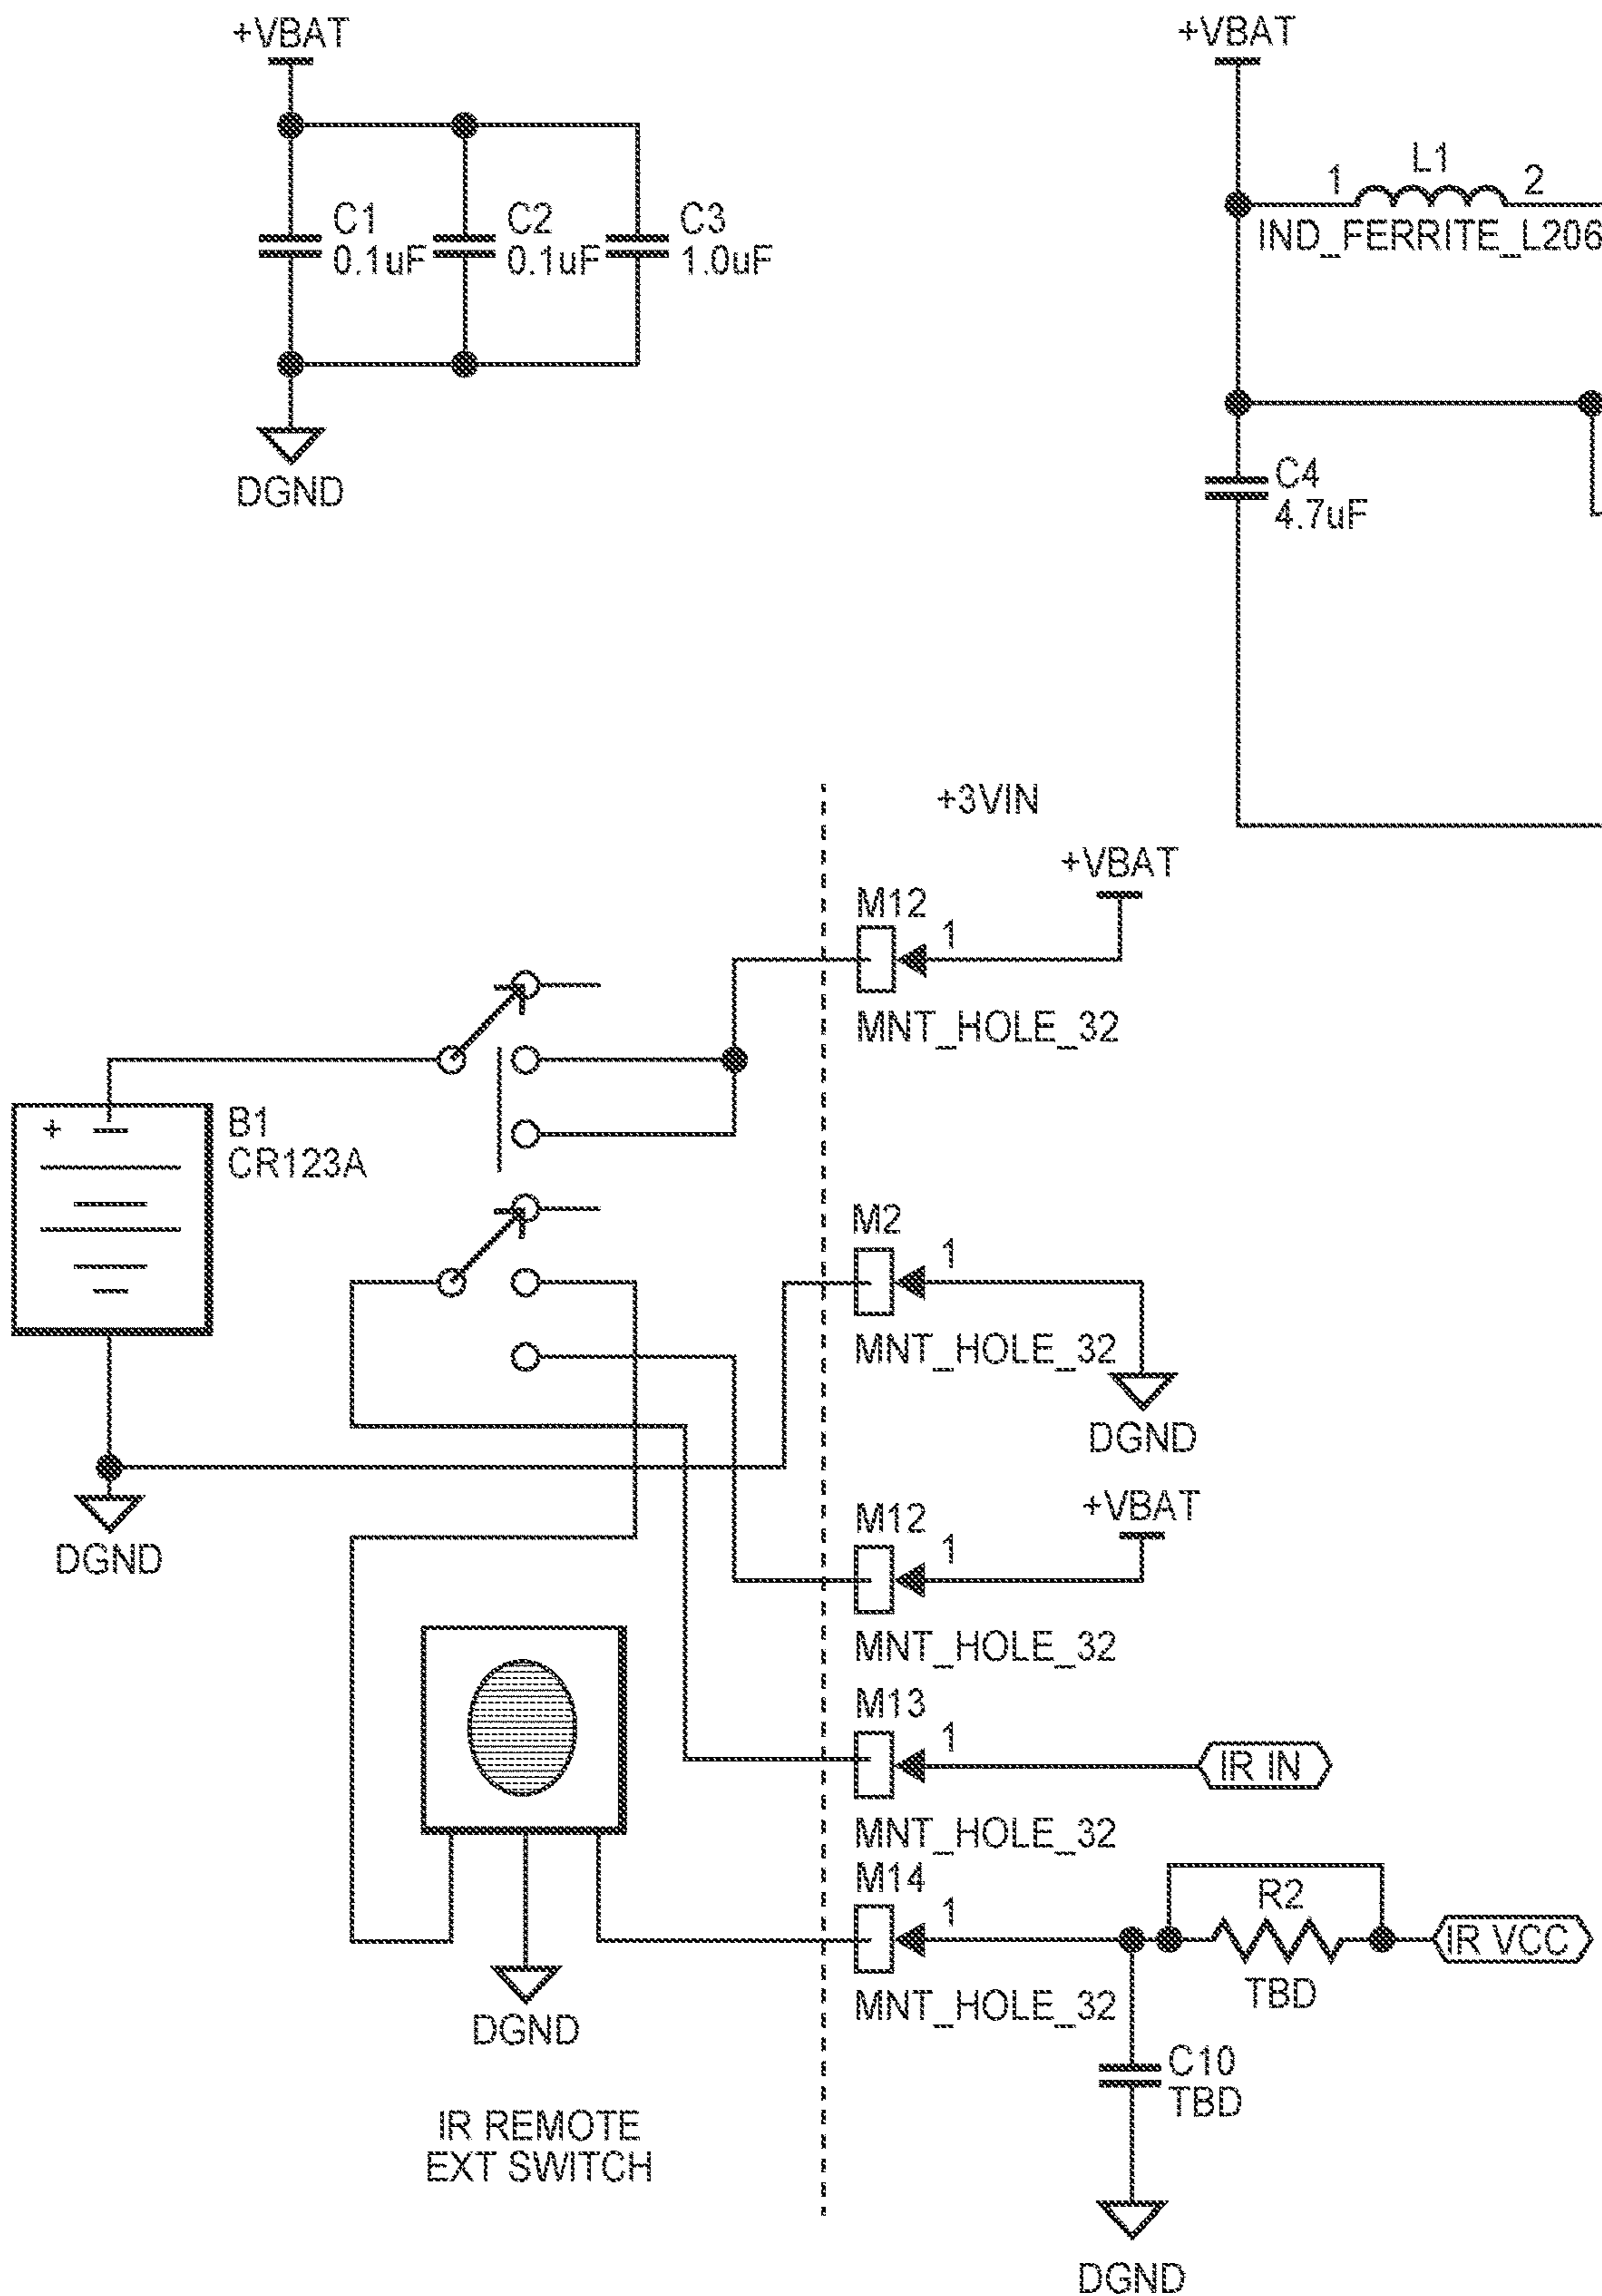 +VBAT
C1
0.1uF
C2
0.1uF
C3
1.0uF
DGND
+VBAT
1
L1
2
IND_FERRITE_L206
C4
4.7uF
+3VIN
+VBAT
M12
1
MNT_HOLE_32
+
B1
CR123A
M2
1
MNT_HOLE_32
DGND
DGND
+VBAT
M12
1
MNT_HOLE_32
M13
1
IR IN
MNT_HOLE_32
M14
1
R2
IR VCC
TBD
MNT_HOLE_32
DGND
C10
TBD
IR REMOTE
EXT SWITCH
DGND